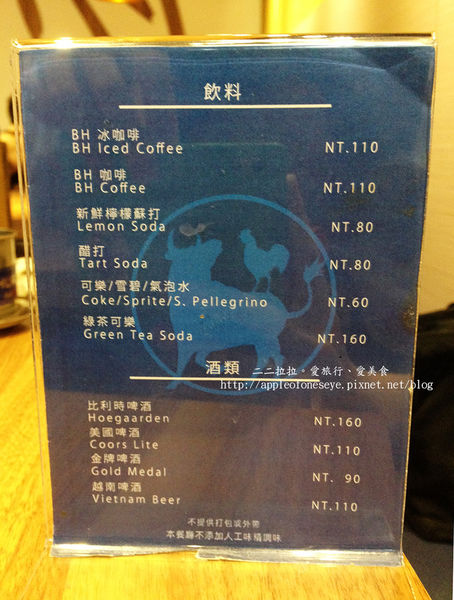 飲料
BH 冰咖啡
BH Iced Coffee NT.110
BH 咖啡
BH Coffee NT.110
新鮮檸檬蘇打
Lemon Soda NT.80
醋打
Tart Soda NT.80
可樂/雪碧/氣泡水
Coke/Sprite/S. Pellegrino NT.60
綠茶可樂
Green Tea Soda NT.160
酒類
二二拉拉。愛旅行、愛美食
http://appleofoneseye.pixnet.net/blog
比利時啤酒
Hoegaarden NT.160
美國啤酒
Coors Lite NT.110
金牌啤酒
Gold Medal NT. 90
越南啤酒
Vietnam Beer NT.110
不提供打包或外帶
本餐廳不添加人工味精調味